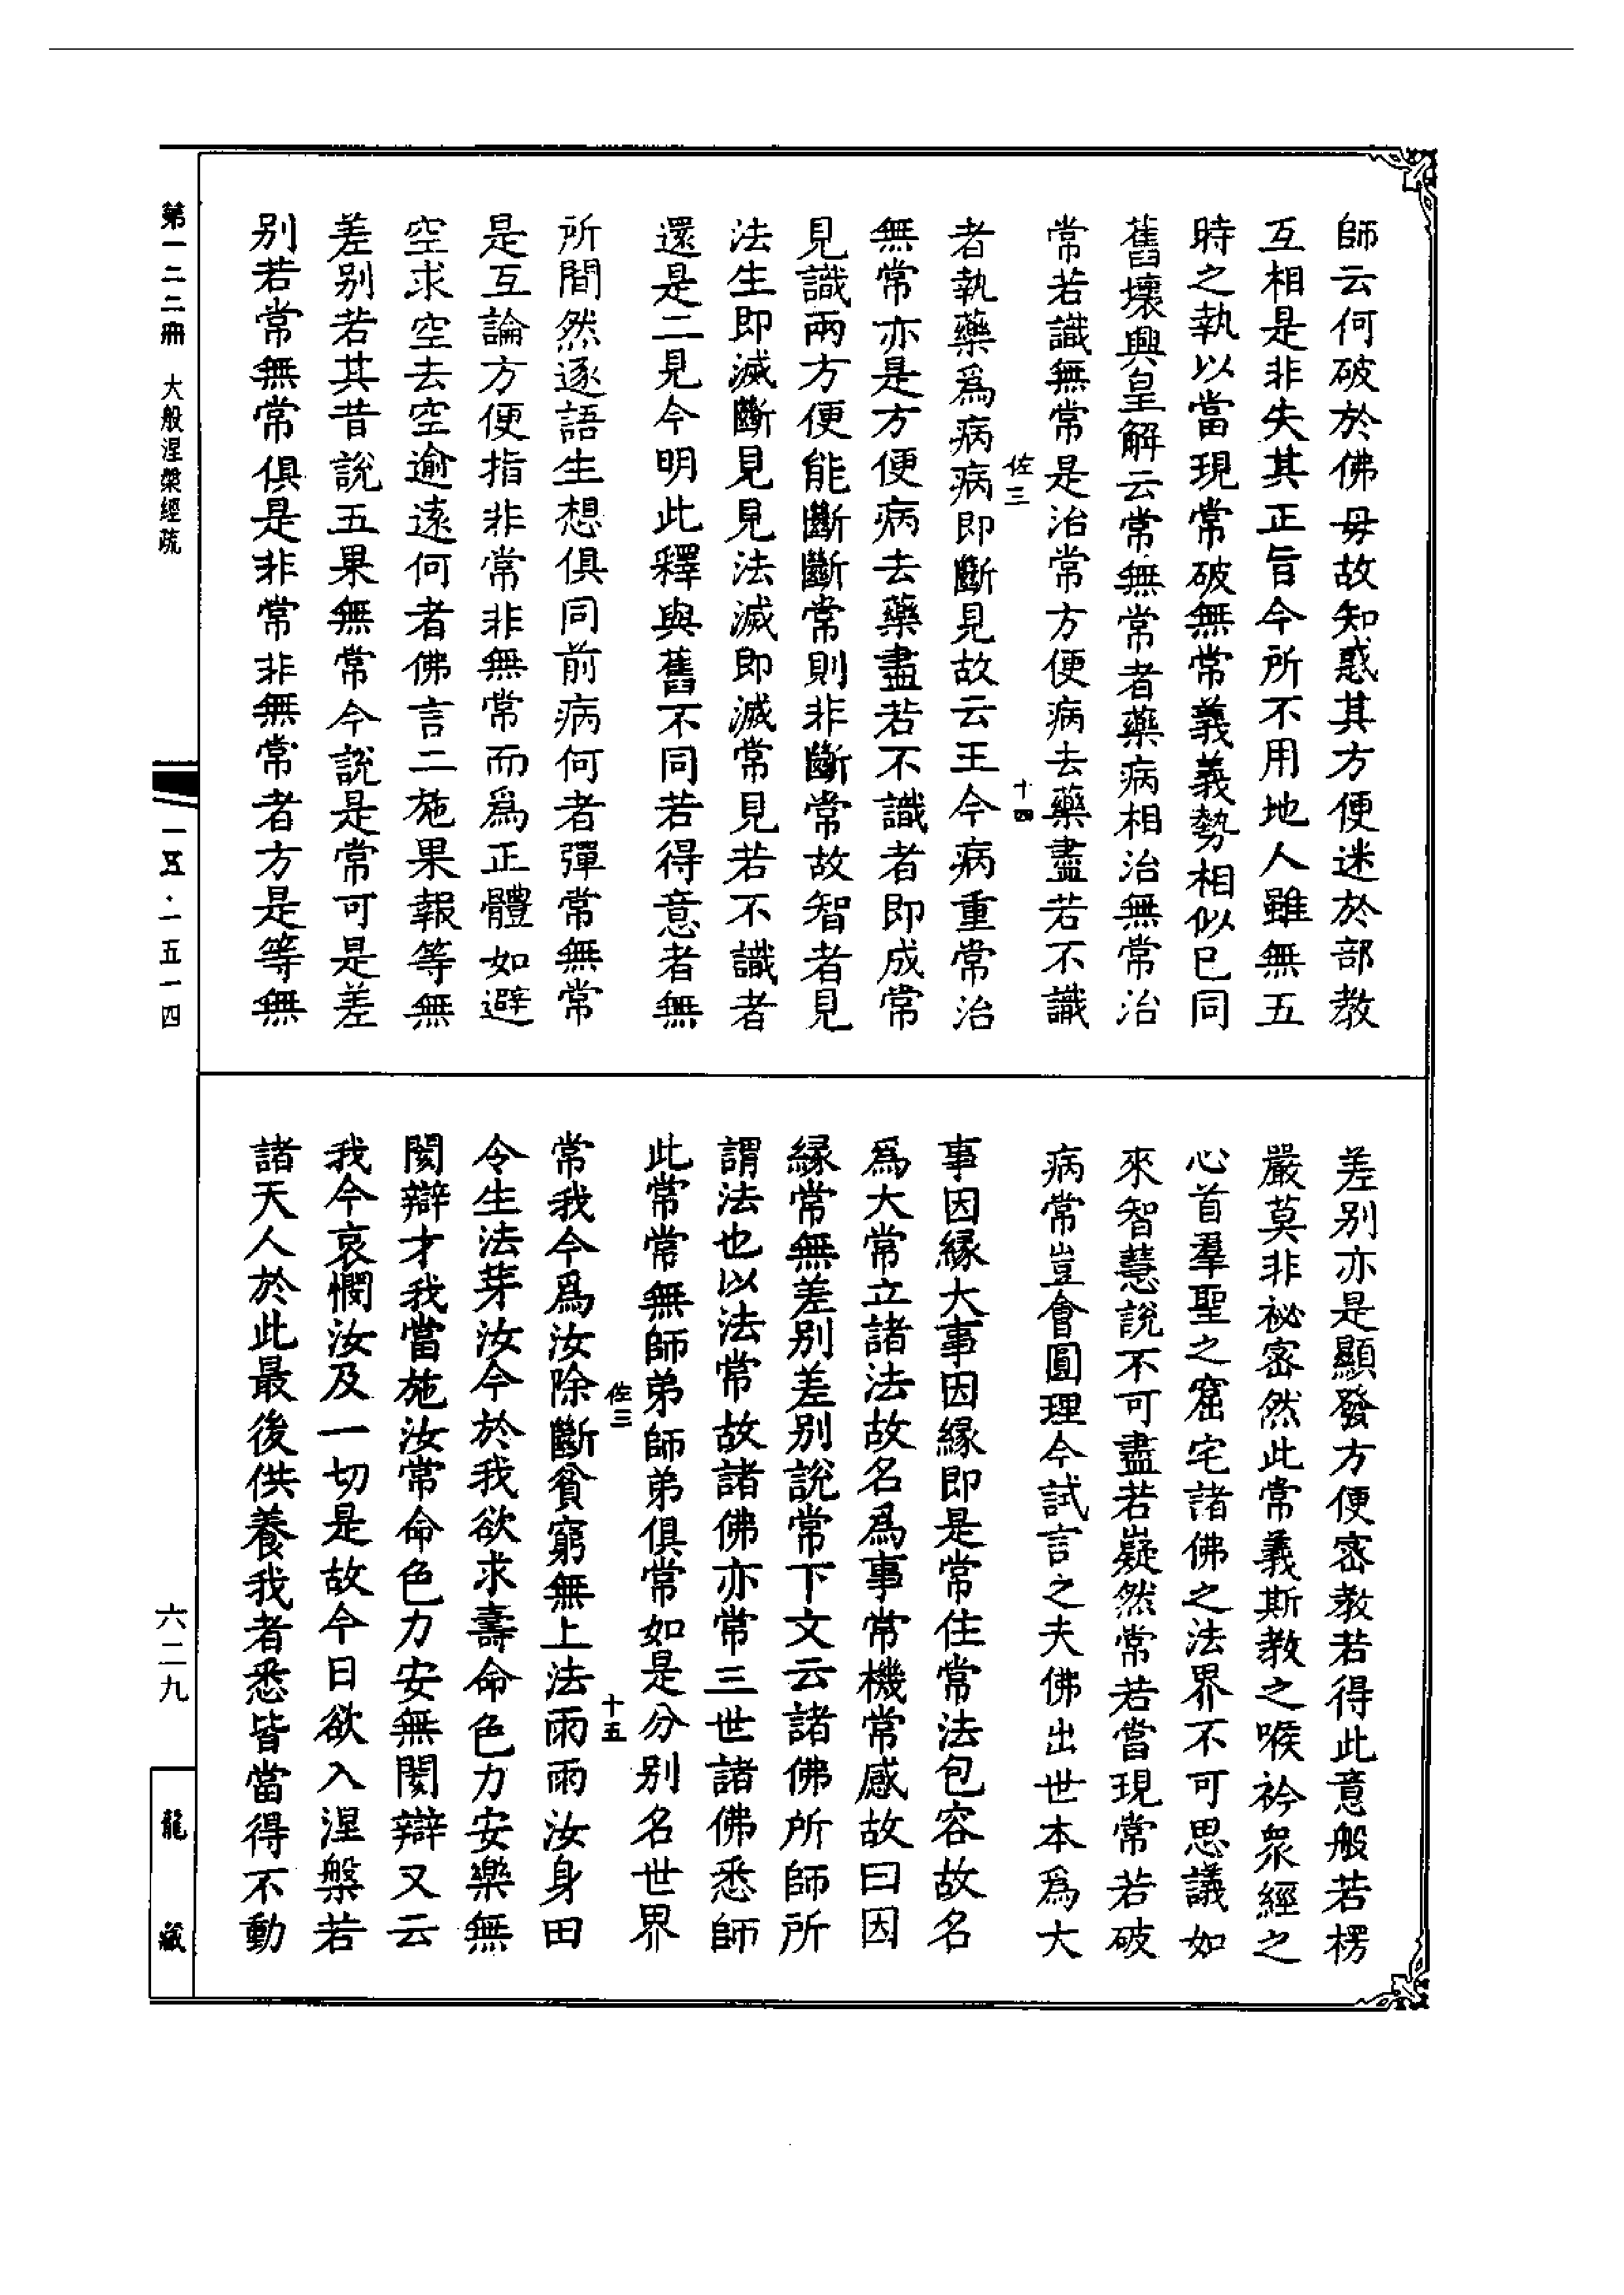 師云何破於佛毋故知惑其方便迷於部教
互相是非失其正旨今所不用地人雖無五
時之執以當現常破無常義義勢相似已同
舊壞興皇解云常無常者藥病相治無常治
常若識無常是治常方便病去藥盡若不識
佐三
十四
者執藥爲病病即斷見故云王今病重常治
無常亦是方便病去藥盡若不識者即成常
見識兩方便能斷斷常則非斷常故智者見
法生即滅斷見見法滅即滅常見若不識者
還是二見今明此釋與舊不同若得意者無
所間然逐語生想俱同前病何者彈常無常
是互論方便指非常非無常而爲正體如避
空求空去空逾遠何者佛言二施果報等無
差别若其昔說五果無常今說是常可是差
别若常無常俱是非常非無常者方是等無
差别亦是顯發方便密教若得此意般若楞
嚴莫非祕密然此常義斯教之喉衿衆經之
心首羣聖之窟宅諸佛之法界不可思議如
來智慧說不可盡若嶷然常若當現常若破
病常豈會圓理今試言之夫佛出世本爲大
事因縁大事因縁即是常住常法包容故名
爲大常立諸法故名爲事常機常感故曰因
縁常無差别差别說常下文云諸佛所師所
謂法也以法常故諸佛亦常三世諸佛悉師
此常常無師弟師弟俱常如是分别名世界
佐三
十五
常我今爲汝除斷貧窮無上法雨雨汝身田
令生法芽汝今於我欲求壽命色力安樂無
閡辯才我當施汝常命色力安無閡辯又云
我今哀憫汝及一切是故今日欲入涅槃若
諸天人於此最後供養我者悉皆當得不動
第一二二冊 大般涅槃經疏
一五·一五一四
六二九
龍藏